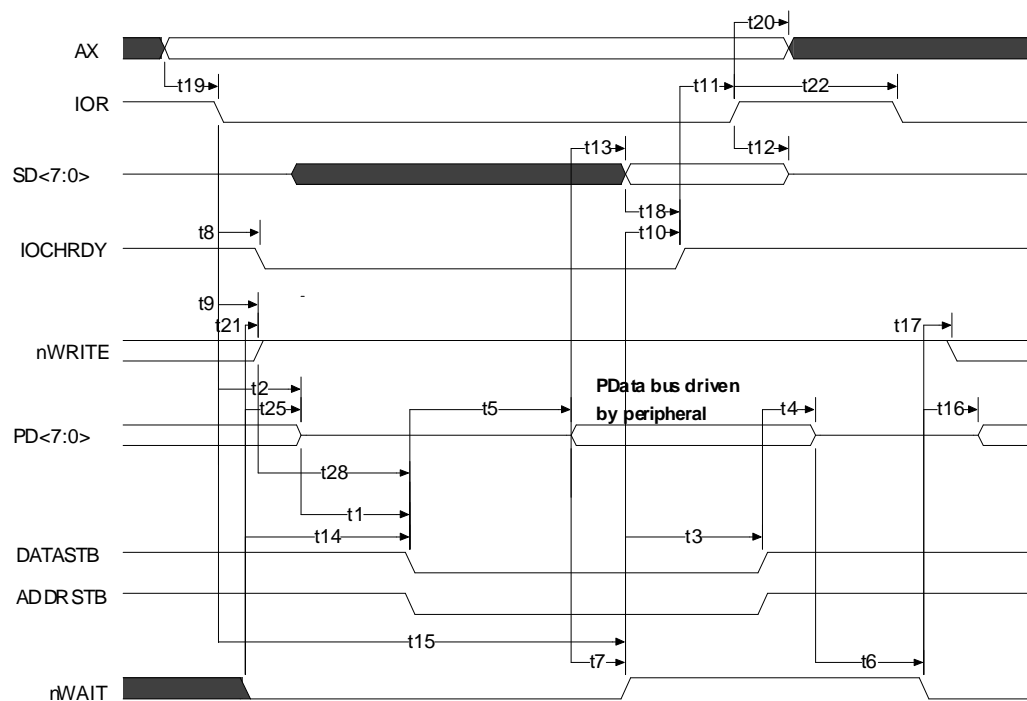 t20
AX
t19
t11
t22
IOR
t13
t12
SD<7:0>
t18
t8
t10
IOCHRDY
t9
t21
t17
nWRITE
PData bus driven
by peripheral
t2
t25
t5
t4
t16
PD<7:0>
t28
t1
t14
t3
DATASTB
ADDRSTB
t15
t7
t6
nWAIT